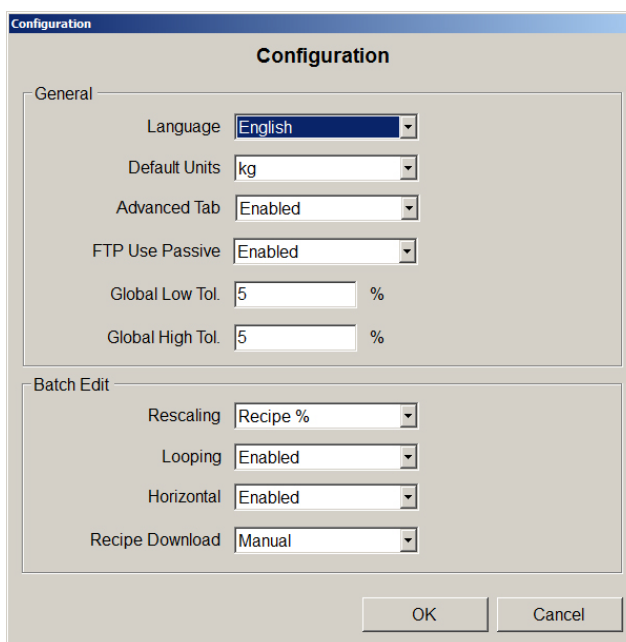 Configuration
Configuration
General
Language English
Default Units kg
Advanced Tab Enabled
FTP Use Passive Enabled
Global Low Tol. 5 %
Global High Tol. 5 %
Batch Edit
Rescaling Recipe %
Looping Enabled
Horizontal Enabled
Recipe Download Manual
OK Cancel